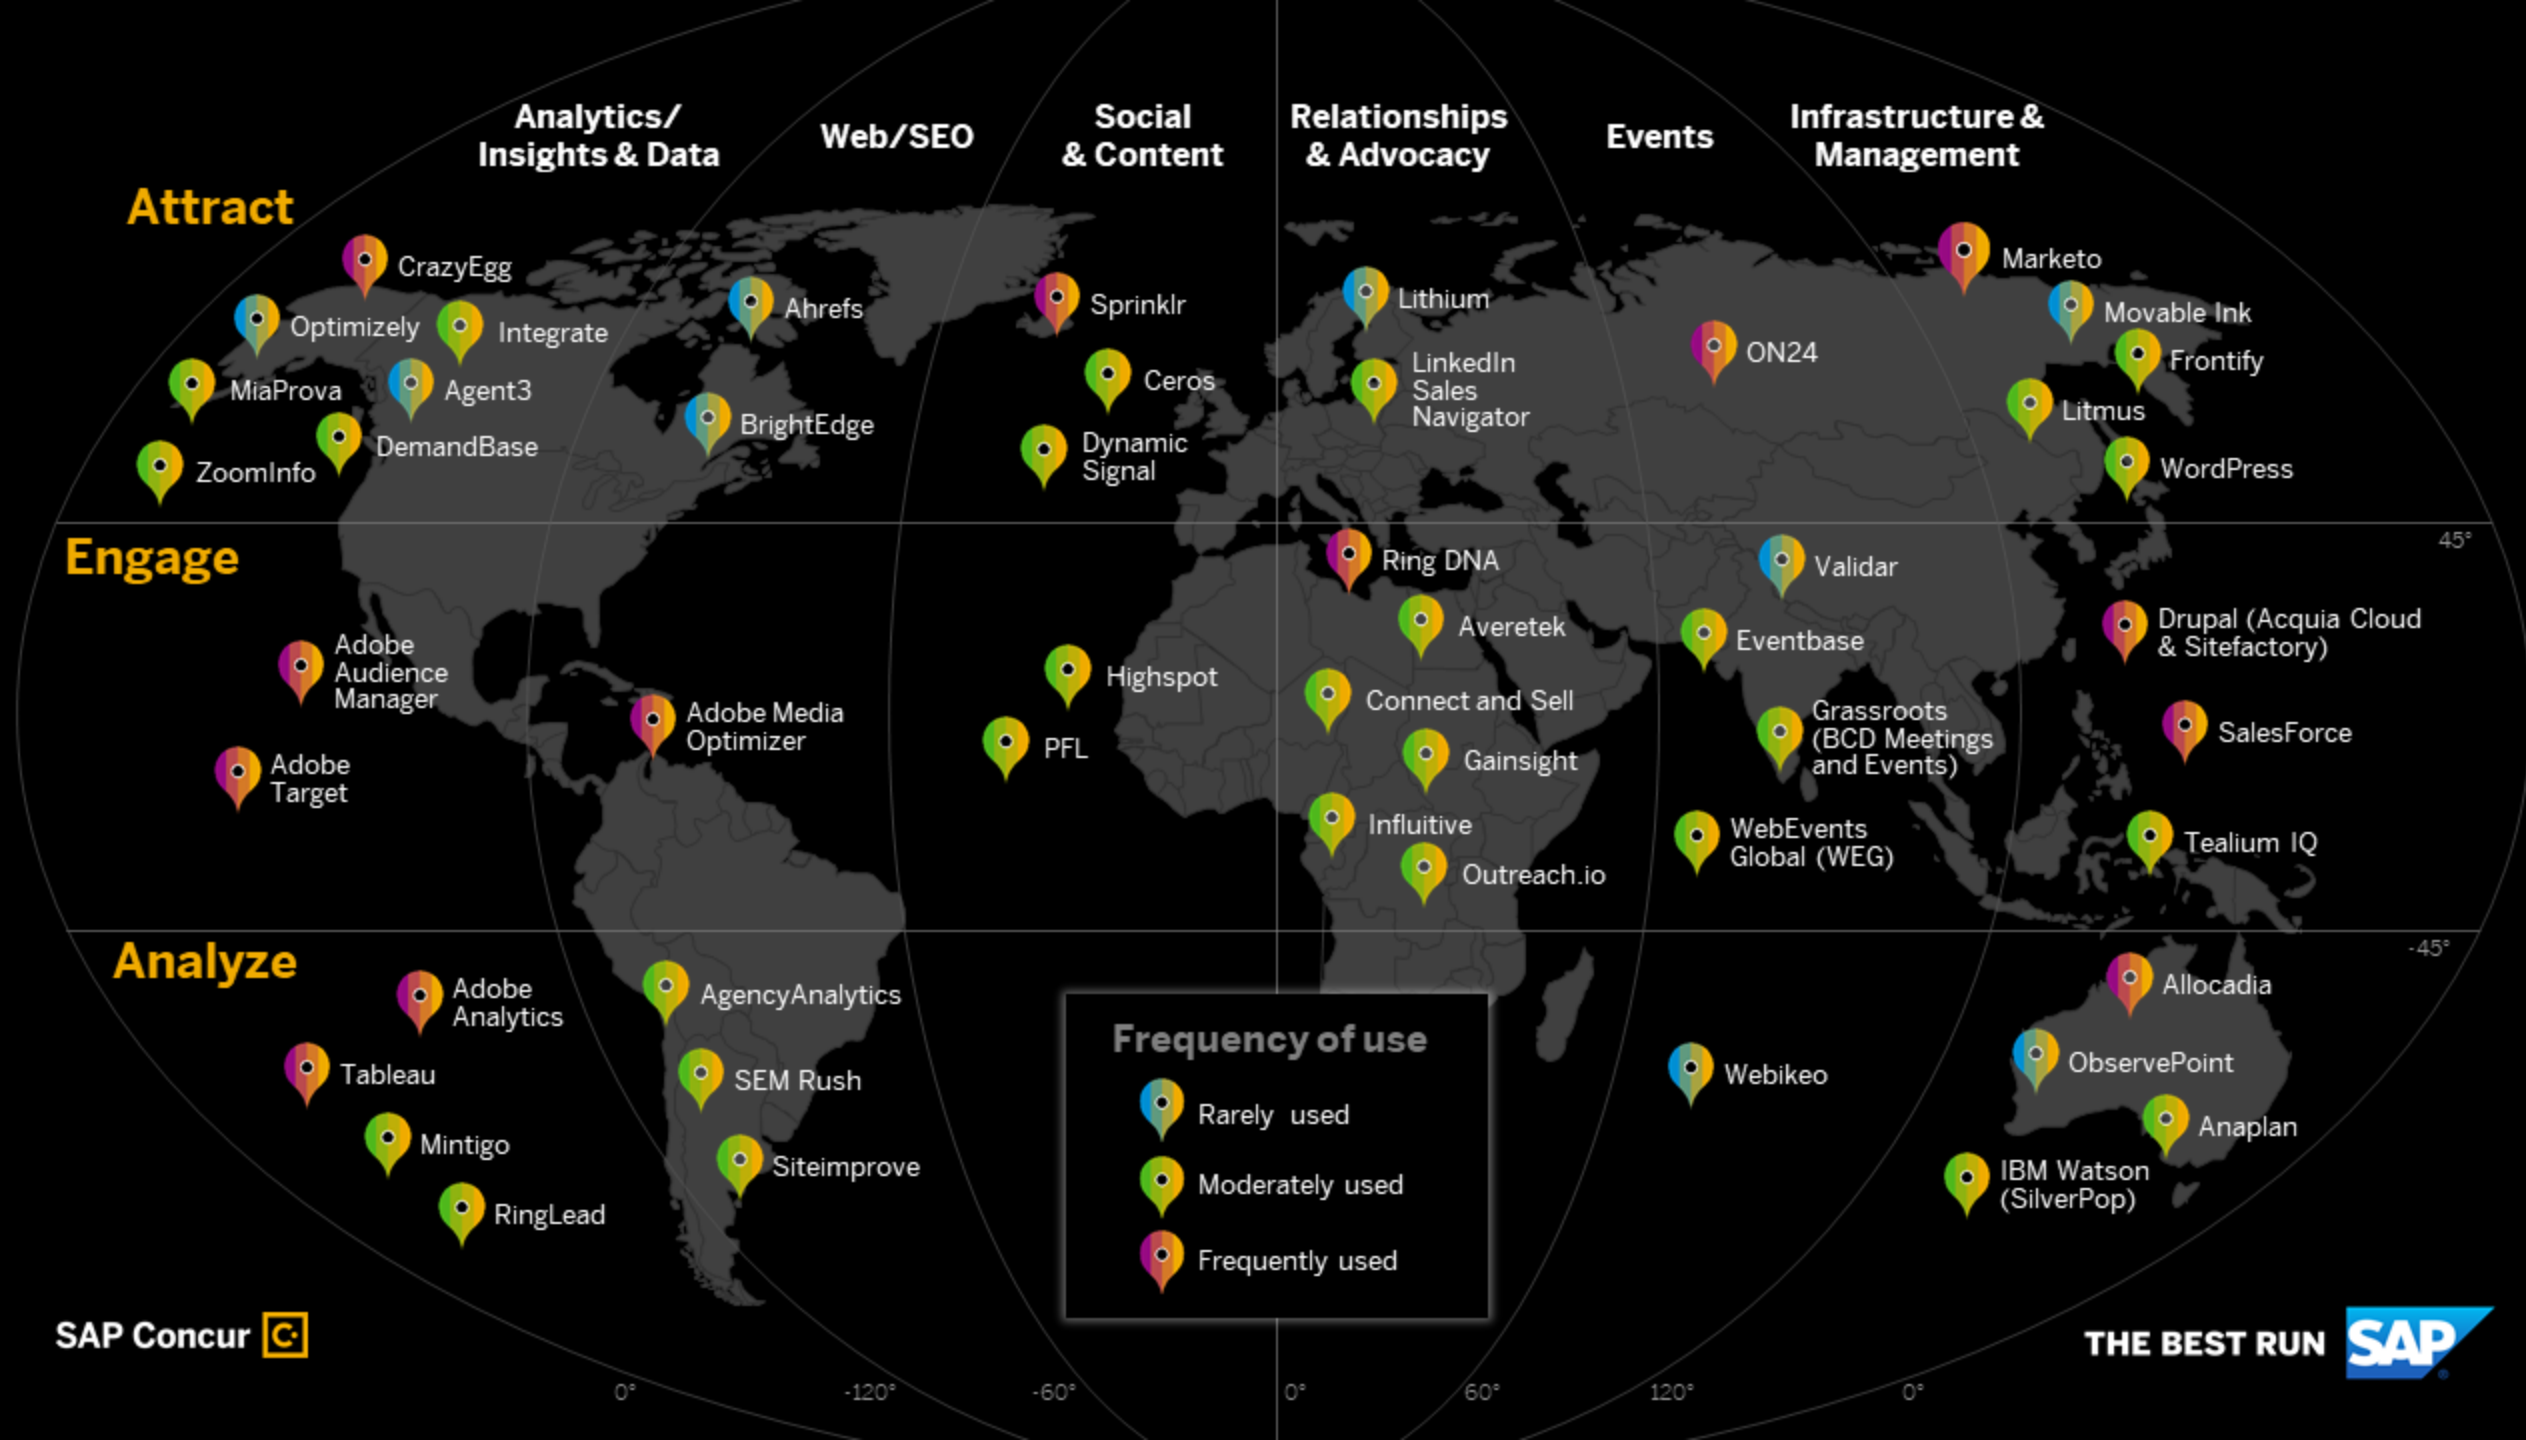 Analytics/
Insights & Data
Web/SEO
Social
& Content
Relationships
& Advocacy
Events
Infrastructure &
Management
Attract
CrazyEgg
Optimizely
Integrate
MiaProva
Agent3
DemandBase
ZoomInfo
Ahrefs
BrightEdge
Sprinklr
Ceros
Dynamic
Signal
Lithium
LinkedIn
Sales
Navigator
ON24
Marketo
Movable Ink
Frontify
Litmus
WordPress
45°
Engage
Adobe
Audience
Manager
Adobe
Target
Adobe Media
Optimizer
Highspot
PFL
Ring DNA
Averetek
Connect and Sell
Gainsight
Influitive
Outreach.io
Validar
Eventbase
Grassroots
(BCD Meetings
and Events)
WebEvents
Global (WEG)
Drupal (Acquia Cloud
& Sitefactory)
SalesForce
Tealium IQ
-45°
Analyze
Adobe
Analytics
Tableau
Mintigo
RingLead
AgencyAnalytics
SEM Rush
Siteimprove
Frequency of use
Rarely used
Moderately used
Frequently used
Webikeo
Allocadia
ObservePoint
Anaplan
IBM Watson
(SilverPop)
SAP Concur C
THE BEST RUN SAP
0°
-120°
-60°
0°
60°
120°
0°